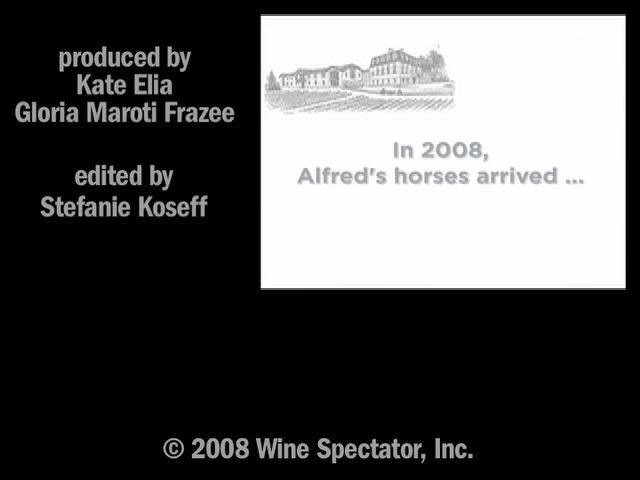 produced by
Kate Elia
Gloria Maroti Frazee
edited by
Stefanie Koseff
In 2008,
Alfred's horses arrived ...
© 2008 Wine Spectator, Inc.